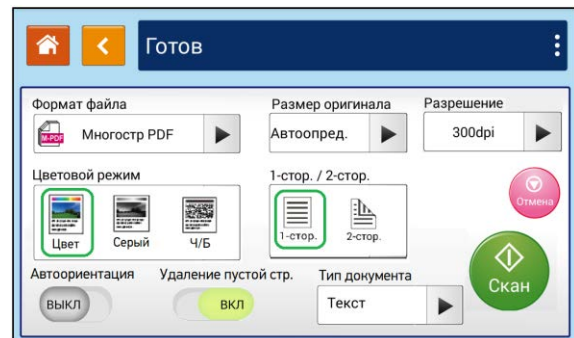 Готов
Формат файла
Размер оригинала
Разрешение
M-PDF
Многостр PDF
Автоопред.
300dpi
Цветовой режим
1-стор. / 2-стор.
Цвет
Серый
Ч/Б
1-стор.
2-стор.
Отмена
Автоориентация
Удаление пустой стр.
Тип документа
ВЫКЛ
ВКЛ
Текст
Скан